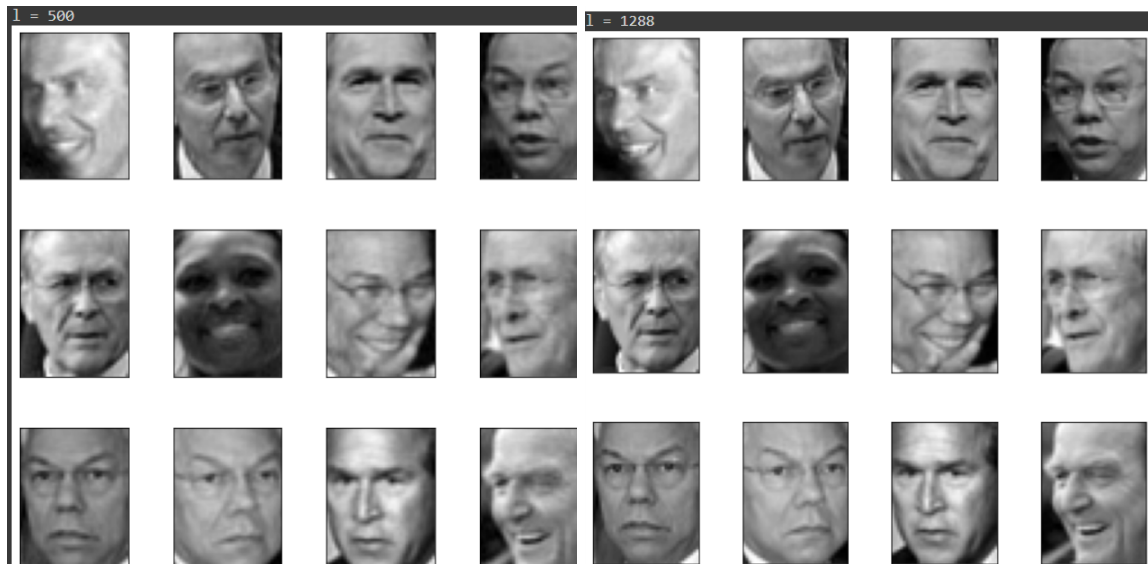 l = 500
l = 1288